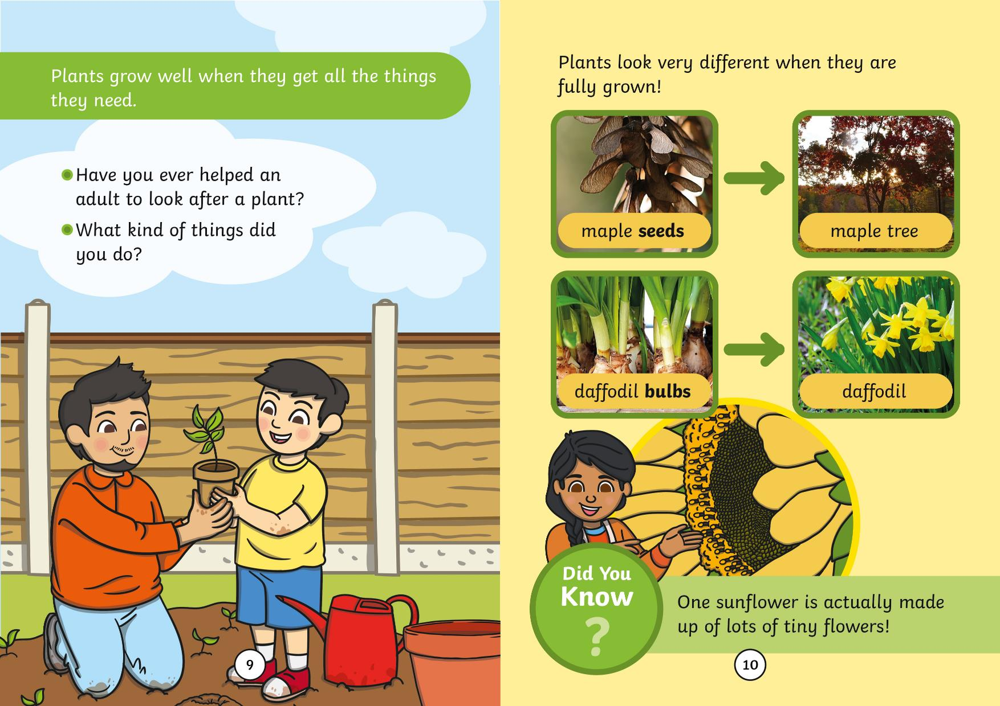 Plants grow well when they get all the things
they need.
Have you ever helped an
adult to look after a plant?
What kind of things did
you do?
9
Plants look very different when they are
fully grown!
maple seeds
maple tree
daffodil bulbs
daffodil
Did You
Know
?
One sunflower is actually made
up of lots of tiny flowers!
10